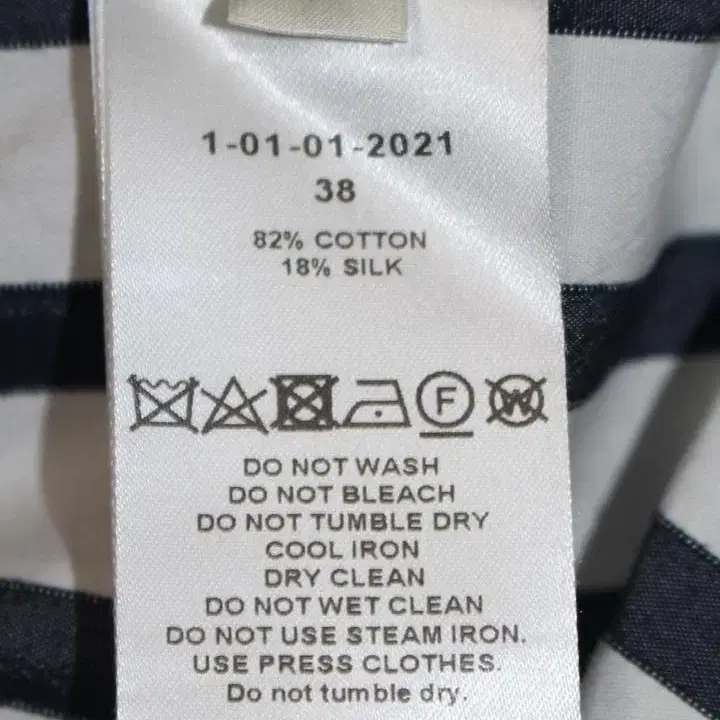 1-01-01-2021
38
82% COTTON
18% SILK
F W
DO NOT WASH
DO NOT BLEACH
DO NOT TUMBLE DRY
COOL IRON
DRY CLEAN
DO NOT WET CLEAN
DO NOT USE STEAM IRON.
USE PRESS CLOTHES.
Do not tumble dry.